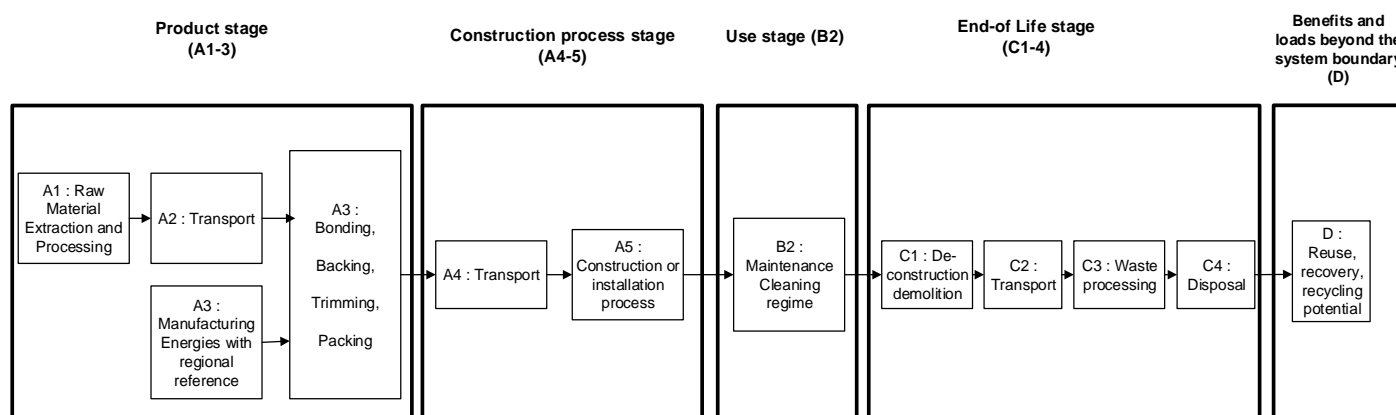 Product stage
(A1-3)
Construction process stage
(A4-5)
Use stage (B2)
End-of Life stage
(C1-4)
Benefits and
loads beyond the
system boundary
(D)
A1 : Raw
Material
Extraction and
Processing
A2 : Transport
A3 :
Manufacturing
Energies with
regional
reference
A3 :
Bonding,
Backing,
Trimming,
Packing
A4 : Transport
A5 :
Construction or
installation
process
B2 :
Maintenance
Cleaning
regime
C1 : De-
construction
demolition
C2 :
Transport
C3 : Waste
processing
C4 :
Disposal
D :
Reuse,
recovery,
recycling
potential